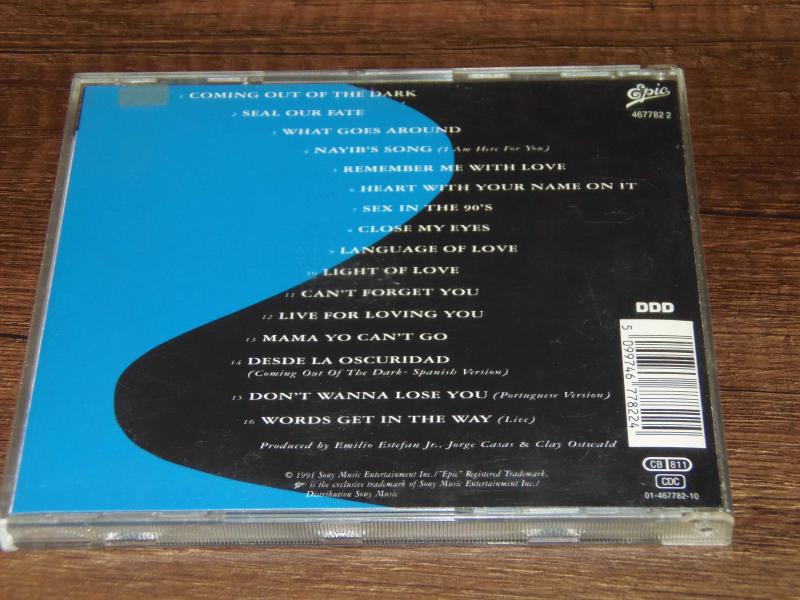 1 COMING OUT OF THE DARK
2 SEAL OUR FATE
3 WHAT GOES AROUND
4 NAYIB'S SONG (I Am Here For You)
5 REMEMBER ME WITH LOVE
6 HEART WITH YOUR NAME ON IT
7 SEX IN THE 90'S
8 CLOSE MY EYES
9 LANGUAGE OF LOVE
10 LIGHT OF LOVE
11 CAN'T FORGET YOU
12 LIVE FOR LOVING YOU
13 MAMA YO CAN'T GO
14 DESDE LA OSCURIDAD
(Coming Out Of The Dark- Spanish Version)
15 DON'T WANNA LOSE YOU (Portuguese Version)
16 WORDS GET IN THE WAY (Live)
Produced by Emilio Estefan Jr., Jorge Casas & Clay Ostwald
© 1991 Sony Music Entertainment Inc./"Epic" Registered Trademark.
Epic is the exclusive trademark of Sony Music Entertainment Inc./
Distribution Sony Music
Epic
467782 2
DDD
5 099746 778224
CB 811
CDC
01-467782-10